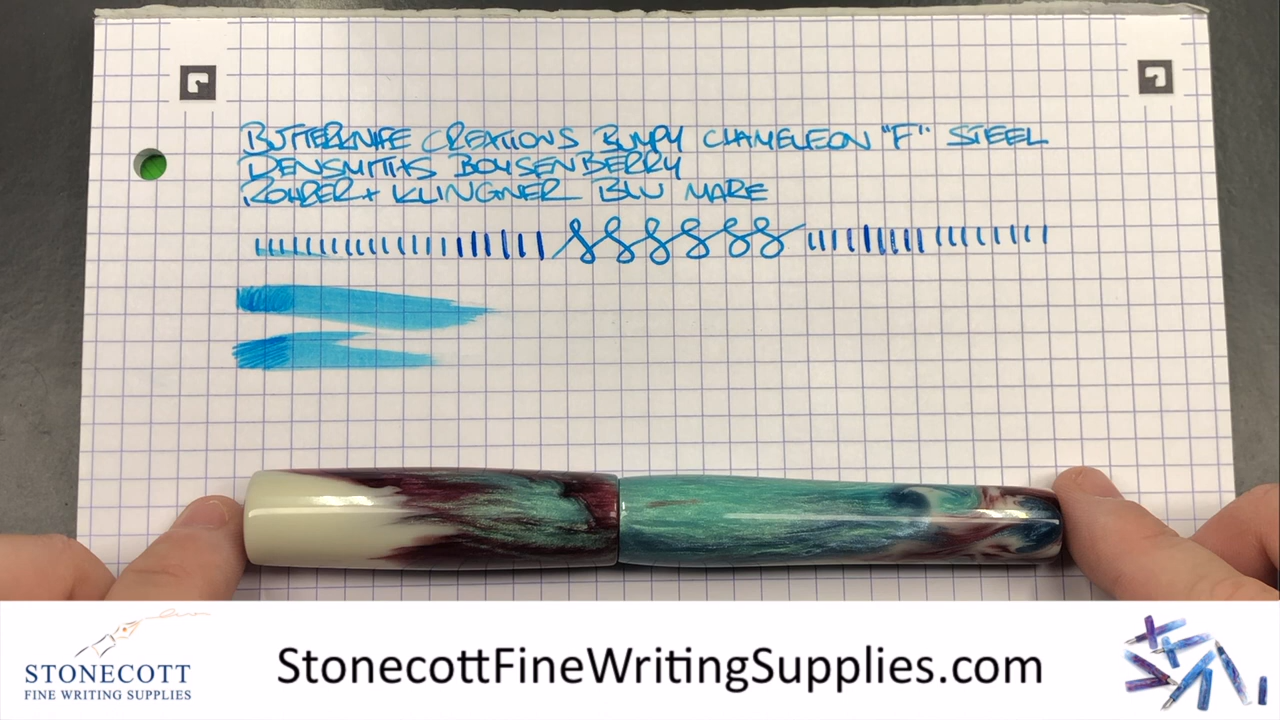 BUTTERKNIFE CREATIONS BUMPY CHAMELEON "F" STEEL
DENSMITHS BOYSENBERRY
ROHRER + KLINGNER BLU MARE
STONECOTT
FINE WRITING SUPPLIES
StonecottFineWritingSupplies.com